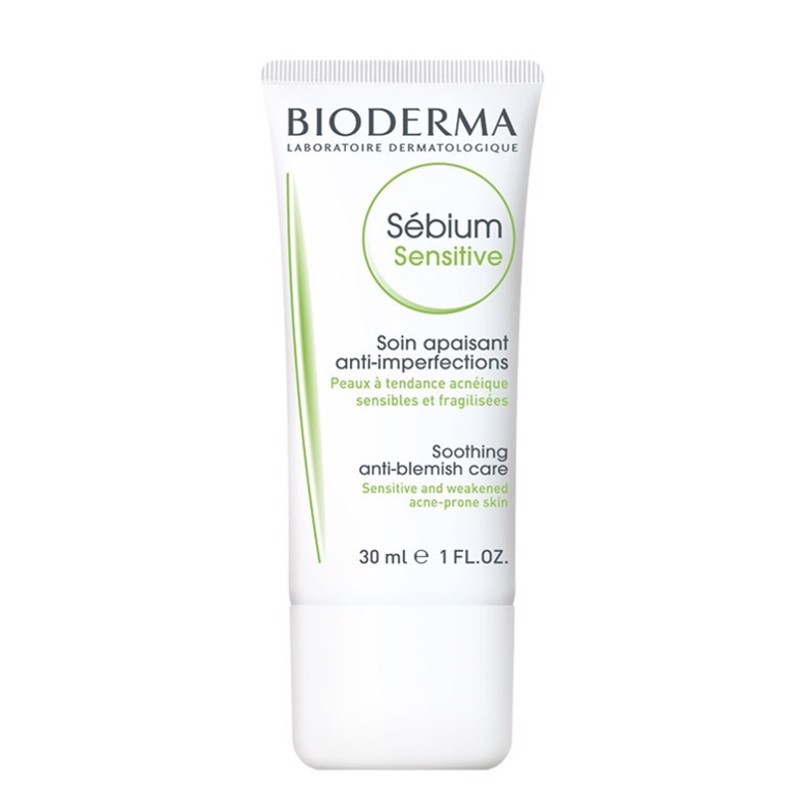 BIODERMA
LABORATOIRE DERMATOLOGIQUE
Sébium
Sensitive
Soin apaisant
anti-imperfections
Peaux à tendance acnéique
sensibles et fragilisées
Soothing
anti-blemish care
Sensitive and weakened
acne-prone skin
30 ml ℮ 1 FL.OZ.